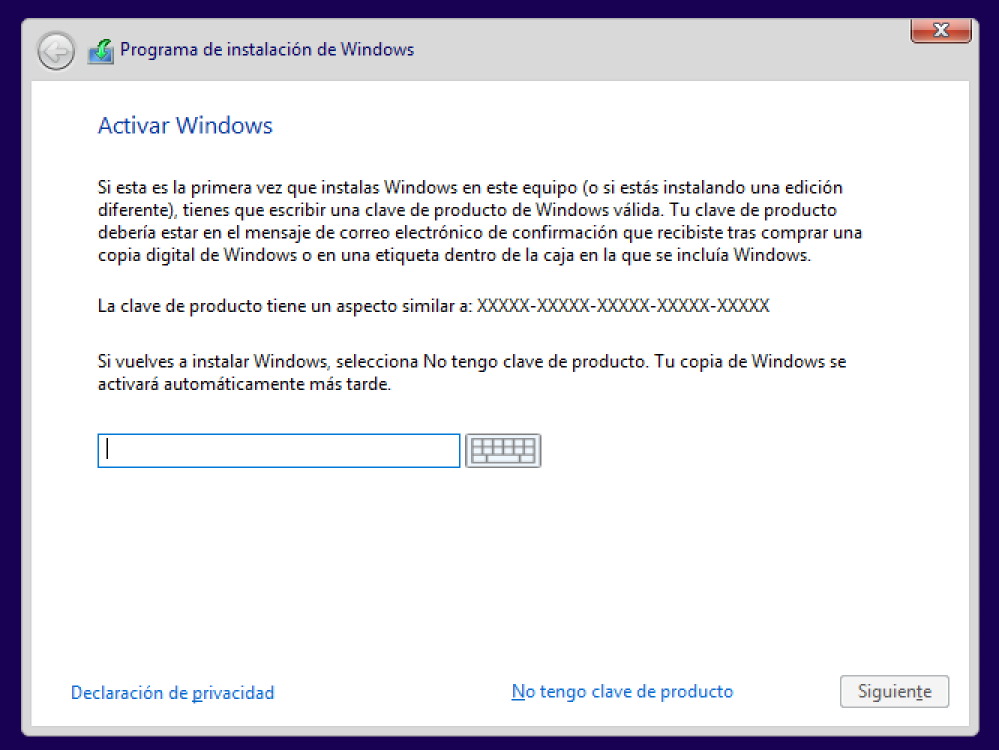 Programa de instalación de Windows
Activar Windows
Si esta es la primera vez que instalas Windows en este equipo (o si estás instalando una edición
diferente), tienes que escribir una clave de producto de Windows válida. Tu clave de producto
debería estar en el mensaje de correo electrónico de confirmación que recibiste tras comprar una
copia digital de Windows o en una etiqueta dentro de la caja en la que se incluía Windows.
La clave de producto tiene un aspecto similar a: XXXXX-XXXXX-XXXXX-XXXXX-XXXXX
Si vuelves a instalar Windows, selecciona No tengo clave de producto. Tu copia de Windows se
activará automáticamente más tarde.
Declaración de privacidad
No tengo clave de producto
Siguiente